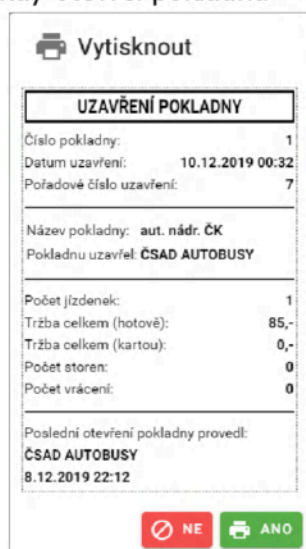 Vytisknout
UZAVŘENÍ POKLADNY
Číslo pokladny: 1
Datum uzavření: 10.12.2019 00:32
Pořadové číslo uzavření: 7
Název pokladny: aut. nádr. ČK
Pokladnu uzavřel: ČSAD AUTOBUSY
Počet jízdenek: 1
Tržba celkem (hotově): 85,-
Tržba celkem (kartou): 0,-
Počet storen: 0
Počet vrácení: 0
Poslední otevření pokladny provedl:
ČSAD AUTOBUSY
8.12.2019 22:12
NE ANO